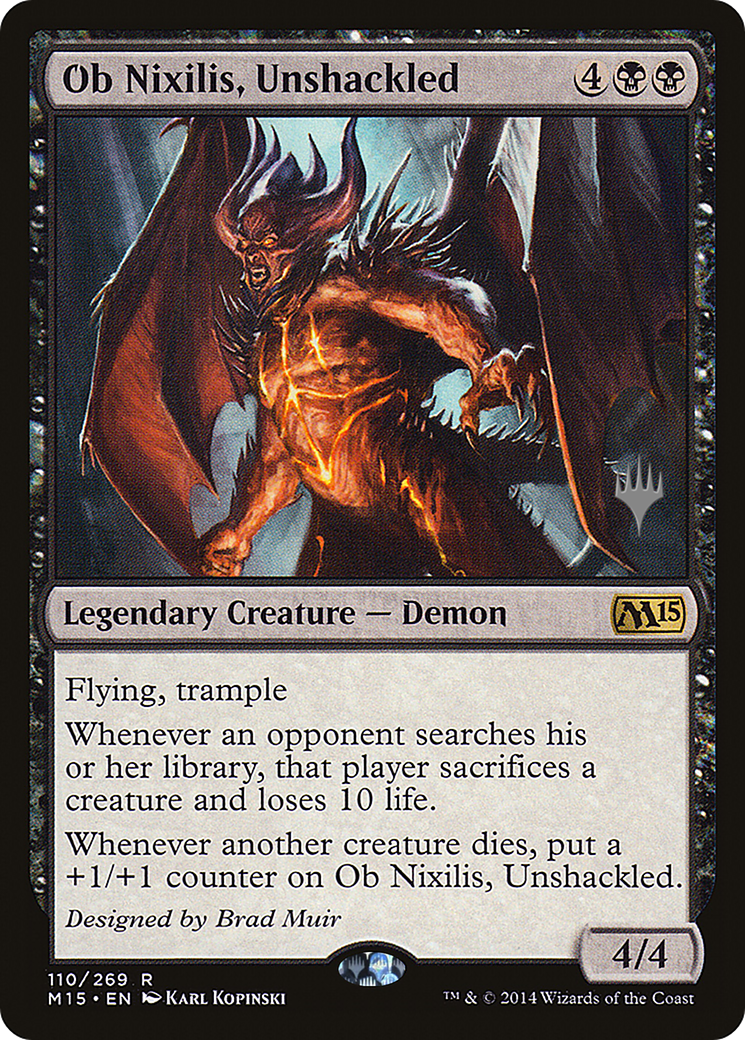 Ob Nixilis, Unshackled 4
Legendary Creature — Demon M15
Flying, trample
Whenever an opponent searches his
or her library, that player sacrifices a
creature and loses 10 life.
Whenever another creature dies, put a
+1/+1 counter on Ob Nixilis, Unshackled.
Designed by Brad Muir
4/4
110/269 R
M15 • EN Karl Kopinski ™ & © 2014 Wizards of the Coast